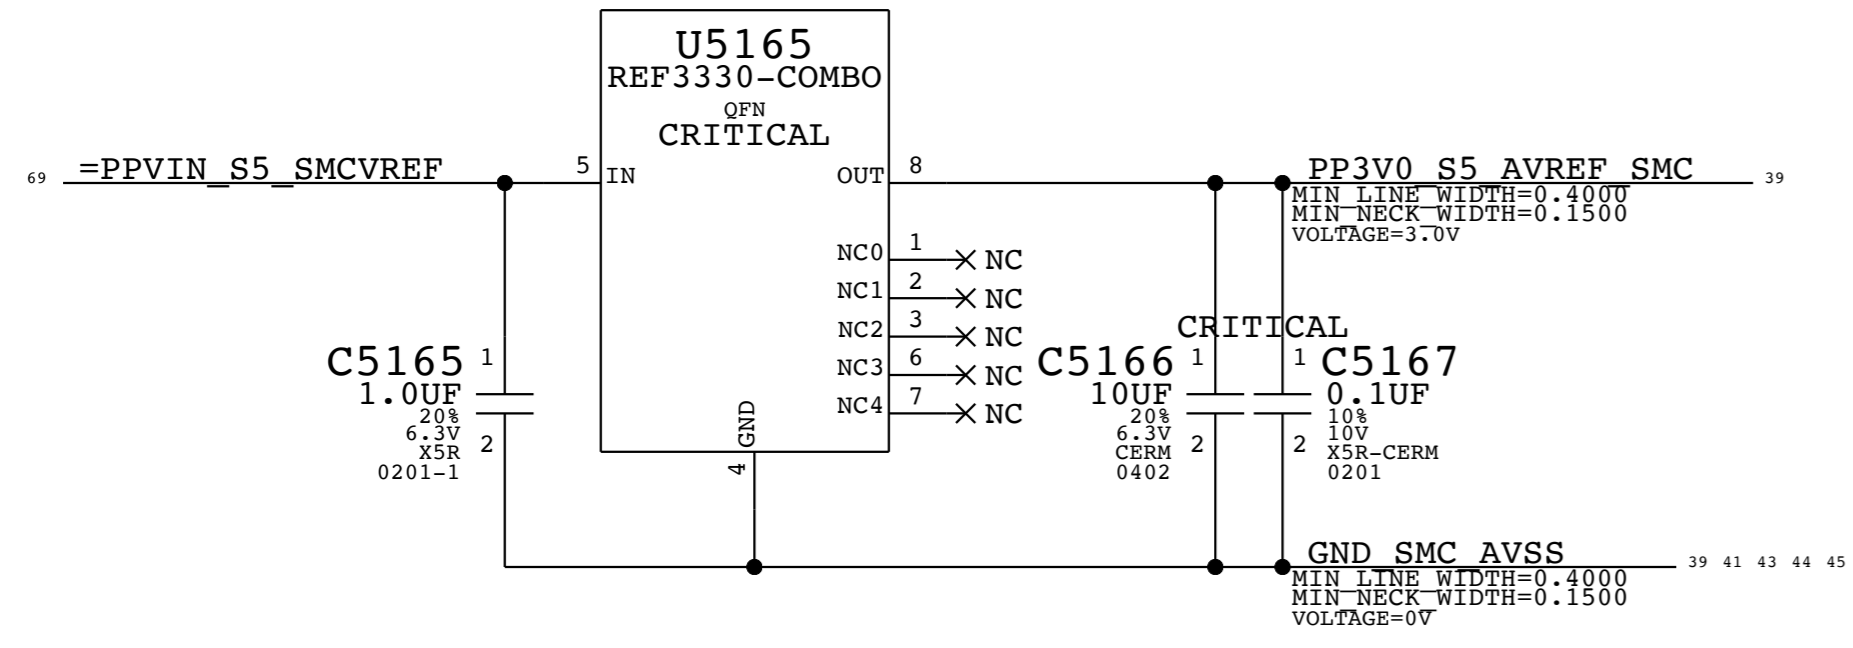 U5165
REF3330-COMBO
QFN
CRITICAL
69 =PPVIN_S5_SMCVREF
5 IN
OUT 8
PP3V0_S5_AVREF_SMC 39
MIN_LINE_WIDTH=0.4000
MIN_NECK_WIDTH=0.1500
VOLTAGE=3.0V
NC0 1 NC
NC1 2 NC
NC2 3 NC
NC3 6 NC
NC4 7 NC
GND 4
C5165 1
1.0UF
20%
6.3V
X5R 2
0201-1
CRITICAL
C5166 1
10UF
20%
6.3V
CERM 2
0402
1 C5167
0.1UF
10%
10V
2 X5R-CERM
0201
GND_SMC_AVSS 39 41 43 44 45
MIN_LINE_WIDTH=0.4000
MIN_NECK_WIDTH=0.1500
VOLTAGE=0V